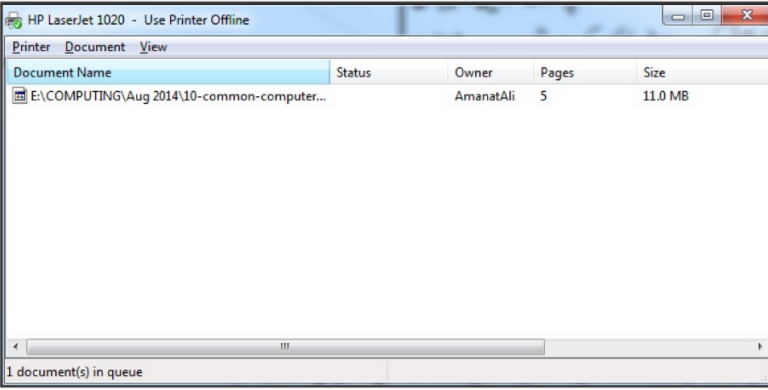 HP LaserJet 1020 - Use Printer Offline
Printer Document View
Document Name Status Owner Pages Size
E:\COMPUTING\Aug 2014\10-common-computer... AmanatAli 5 11.0 MB
1 document(s) in queue